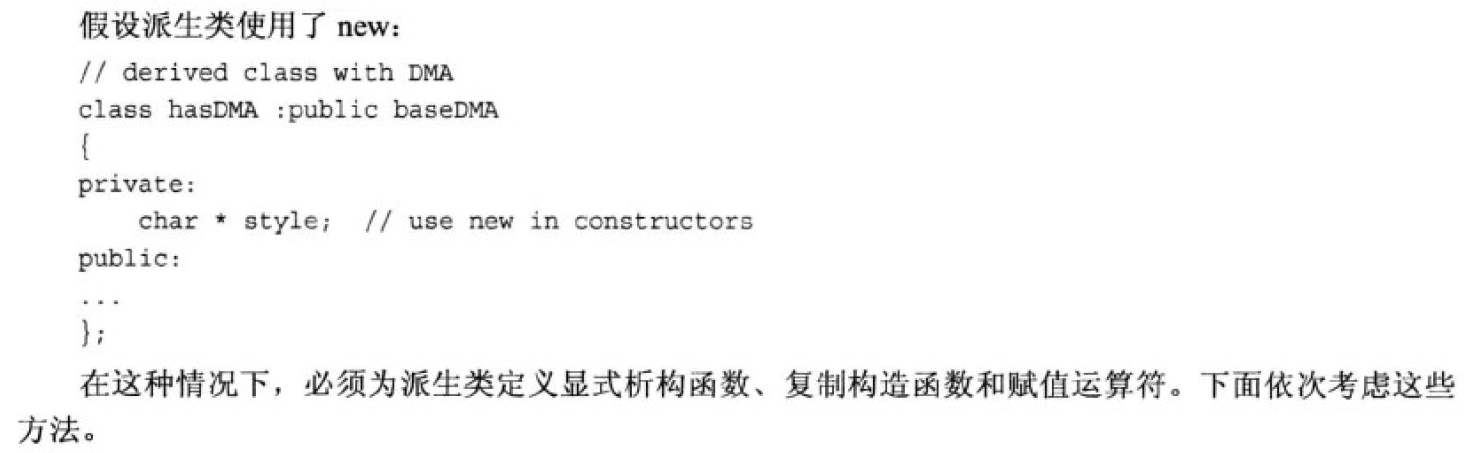 假设派生类使用了 new：
// derived class with DMA
class hasDMA :public baseDMA
{
private:
    char * style;  // use new in constructors
public:
...
};
在这种情况下，必须为派生类定义显式析构函数、复制构造函数和赋值运算符。下面依次考虑这些
方法。